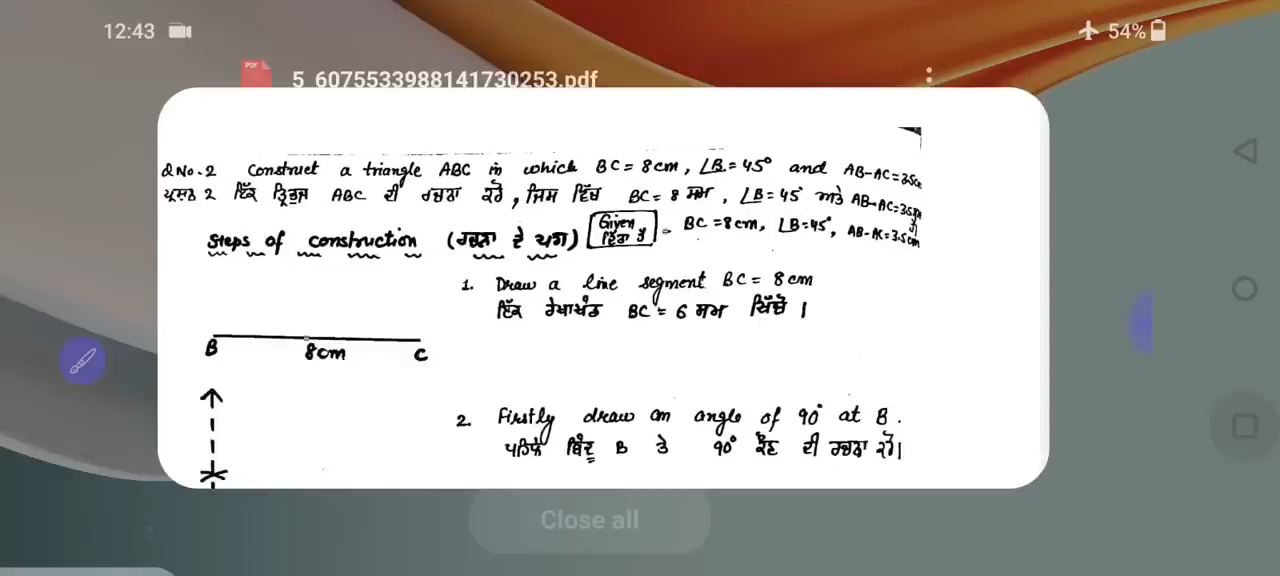 12:43
54%
PDF
5_6075533988141730253.pdf
Q No. 2 Construct a triangle ABC in which BC = 8cm, ∠B = 45° and AB-AC=3.5cm
ਪ੍ਰਸ਼ਨ 2 ਇੱਕ ਤ੍ਰਿਭੁਜ ABC ਦੀ ਰਚਨਾ ਕਰੋ, ਜਿਸ ਵਿੱਚ BC = 8 ਸਮ, ∠B = 45° ਅਤੇ AB-AC=3.5ਸਮ ਹੈ
Steps of construction (ਰਚਨਾ ਦੇ ਪਗ) Given ਦਿੱਤਾ ਹੈ - BC = 8cm, ∠B = 45°, AB-AC=3.5cm
1. Draw a line segment BC = 8cm
ਇੱਕ ਰੇਖਾਖੰਡ BC = 6 ਸਮ ਖਿੱਚੋ ।
B 8cm C
2. Firstly draw an angle of 90° at B.
ਪਹਿਲੇ ਬਿੰਦੂ B ਤੇ 90° ਕੋਣ ਦੀ ਰਚਨਾ ਕਰੋ।
Close all